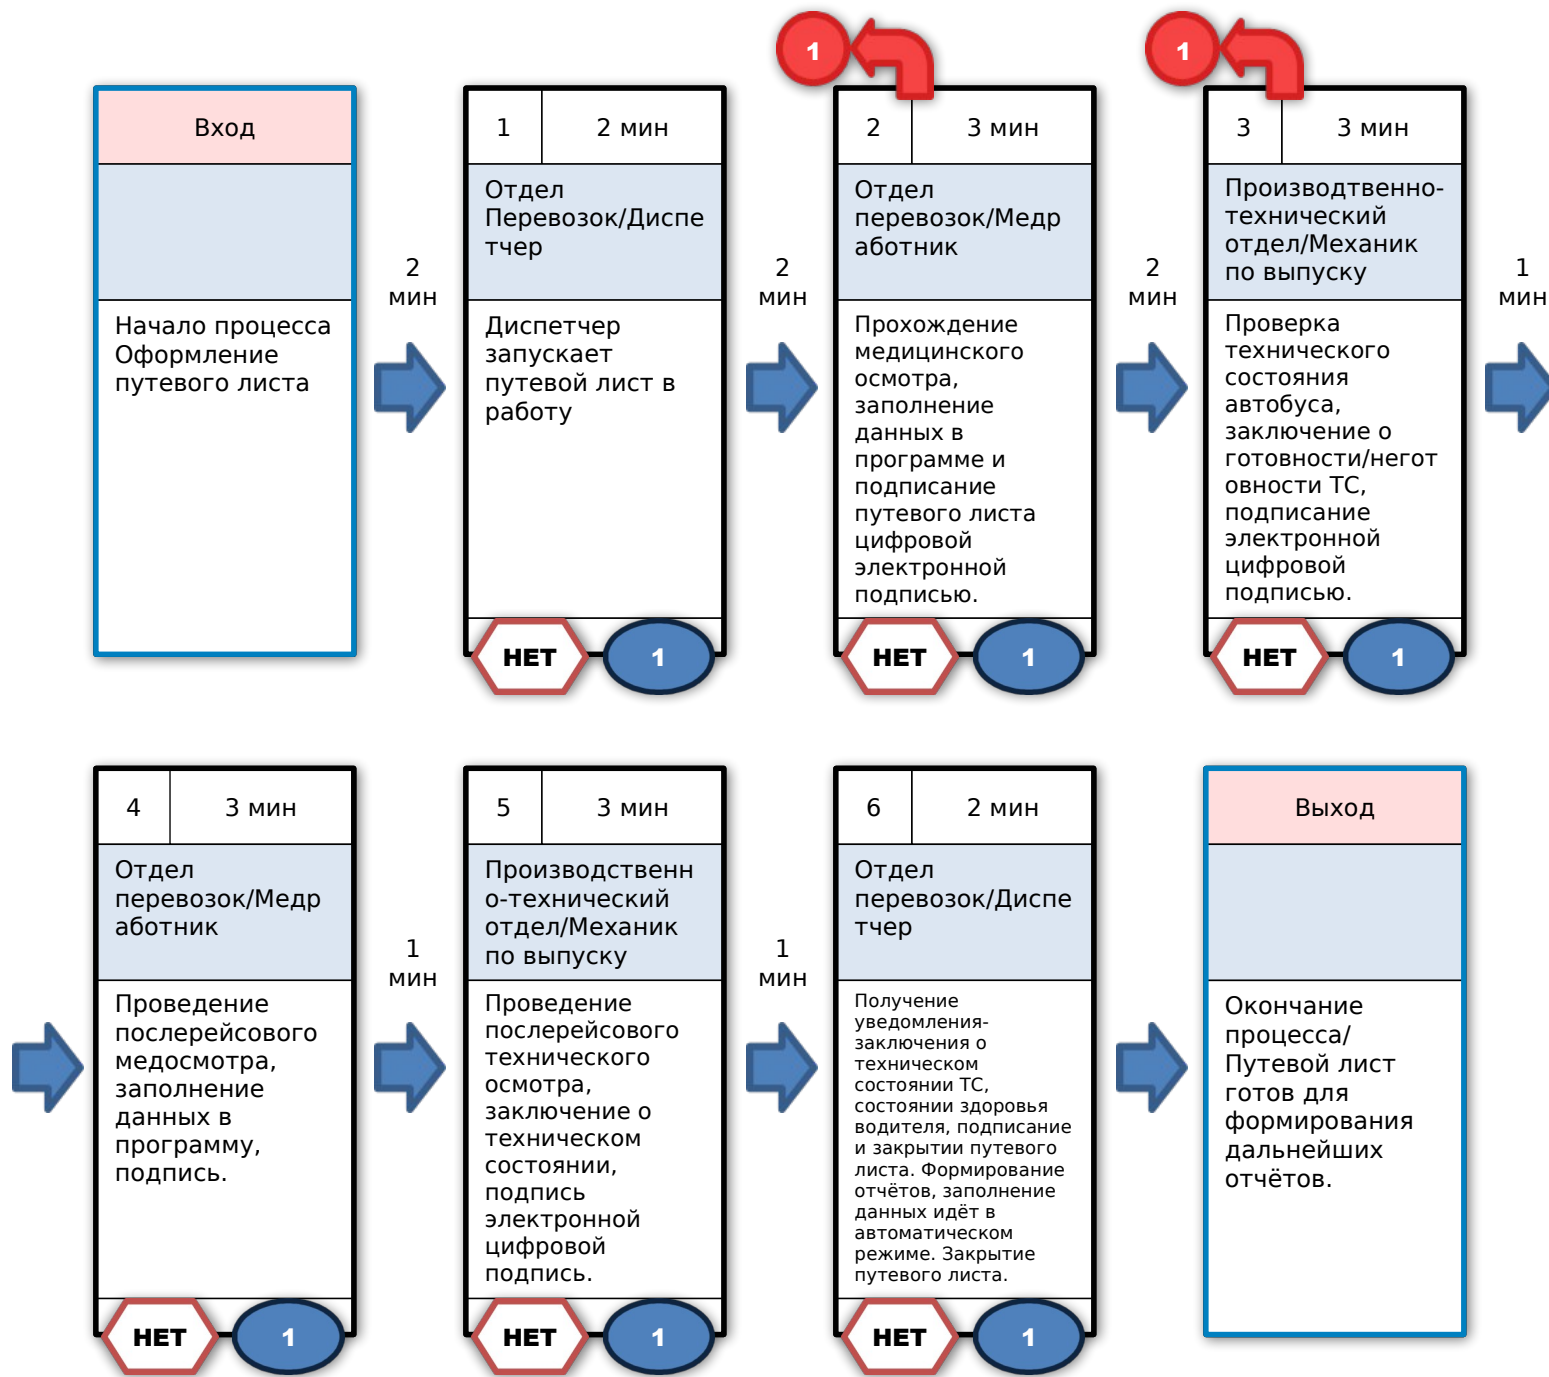 1
1
Вход
Начало процесса
Оформление
путевого листа
2
мин
1
2 мин
Отдел
Перевозок/Диспе
тчер
Диспетчер
запускает
путевой лист в
работу
НЕТ
1
2
мин
2
3 мин
Отдел
перевозок/Медр
аботник
Прохождение
медицинского
осмотра,
заполнение
данных в
программе и
подписание
путевого листа
цифровой
электронной
подписью.
НЕТ
1
2
мин
3
3 мин
Производтвенно-
технический
отдел/Механик
по выпуску
Проверка
технического
состояния
автобуса,
заключение о
готовности/негот
овности ТС,
подписание
электронной
цифровой
подписью.
НЕТ
1
1
мин
4
3 мин
Отдел
перевозок/Медр
аботник
Проведение
послерейсового
медосмотра,
заполнение
данных в
программу,
подпись.
НЕТ
1
1
мин
5
3 мин
Производственн
о-технический
отдел/Механик
по выпуску
Проведение
послерейсового
технического
осмотра,
заключение о
техническом
состоянии,
подпись
электронной
цифровой
подпись.
НЕТ
1
1
мин
6
2 мин
Отдел
перевозок/Диспе
тчер
Получение
уведомления-
заключения о
техническом
состоянии ТС,
состоянии здоровья
водителя, подписание
и закрытии путевого
листа. Формирование
отчётов, заполнение
данных идёт в
автоматическом
режиме. Закрытие
путевого листа.
НЕТ
1
Выход
Окончание
процесса/
Путевой лист
готов для
формирования
дальнейших
отчётов.